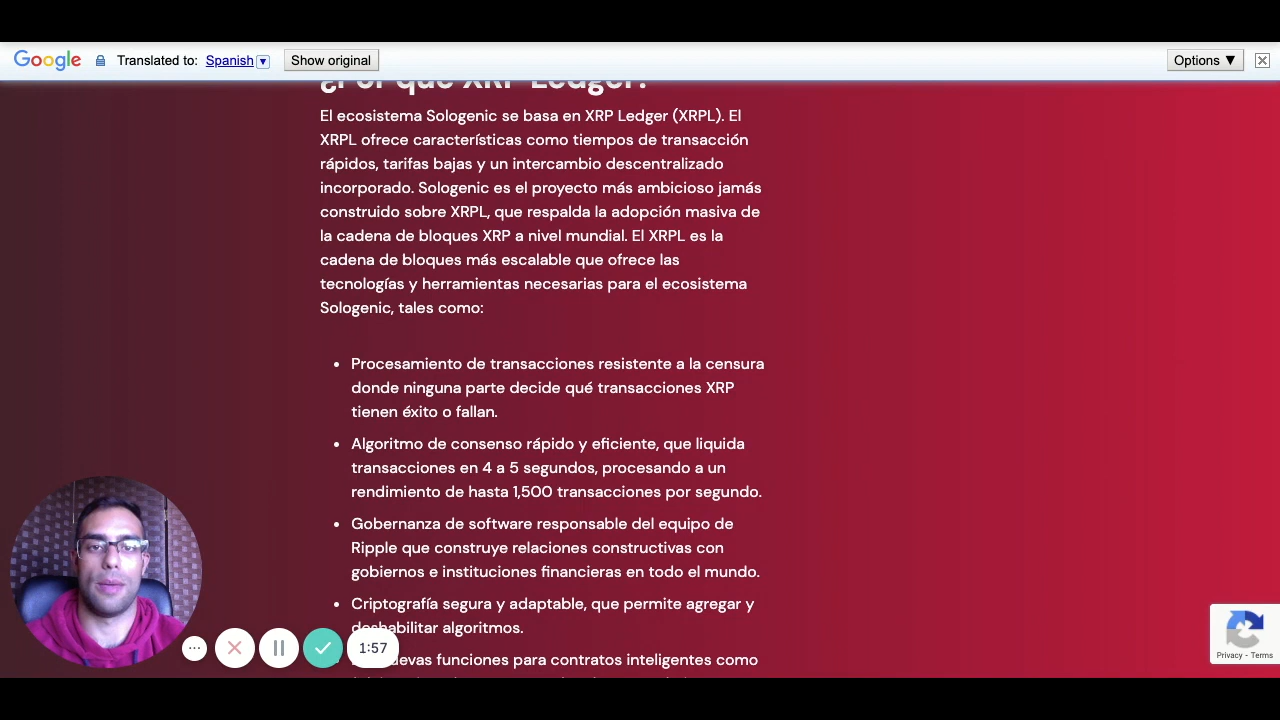 Google Translated to: Spanish ▼ Show original Options ▼
¿Por qué XRP Ledger?
El ecosistema Sologenic se basa en XRP Ledger (XRPL). El
XRPL ofrece características como tiempos de transacción
rápidos, tarifas bajas y un intercambio descentralizado
incorporado. Sologenic es el proyecto más ambicioso jamás
construido sobre XRPL, que respalda la adopción masiva de
la cadena de bloques XRP a nivel mundial. El XRPL es la
cadena de bloques más escalable que ofrece las
tecnologías y herramientas necesarias para el ecosistema
Sologenic, tales como:
• Procesamiento de transacciones resistente a la censura
donde ninguna parte decide qué transacciones XRP
tienen éxito o fallan.
• Algoritmo de consenso rápido y eficiente, que liquida
transacciones en 4 a 5 segundos, procesando a un
rendimiento de hasta 1,500 transacciones por segundo.
• Gobernanza de software responsable del equipo de
Ripple que construye relaciones constructivas con
gobiernos e instituciones financieras en todo el mundo.
• Criptografía segura y adaptable, que permite agregar y
deshabilitar algoritmos.
funciones para contratos inteligentes como
1:57
Privacy - Terms